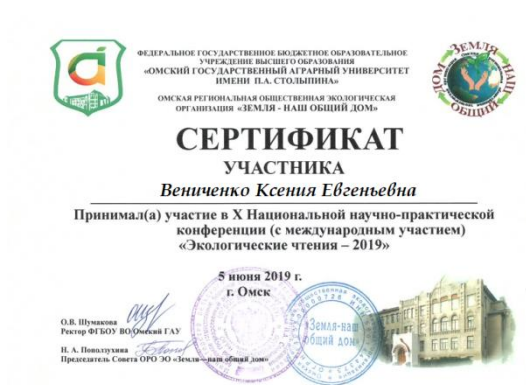 ФЕДЕРАЛЬНОЕ ГОСУДАРСТВЕННОЕ БЮДЖЕТНОЕ ОБРАЗОВАТЕЛЬНОЕ
УЧРЕЖДЕНИЕ ВЫСШЕГО ОБРАЗОВАНИЯ
«ОМСКИЙ ГОСУДАРСТВЕННЫЙ АГРАРНЫЙ УНИВЕРСИТЕТ
ИМЕНИ П.А. СТОЛЫПИНА»
ОМСКАЯ РЕГИОНАЛЬНАЯ ОБЩЕСТВЕННАЯ ЭКОЛОГИЧЕСКАЯ
ОРГАНИЗАЦИЯ «ЗЕМЛЯ - НАШ ОБЩИЙ ДОМ»
ЗЕМЛЯ НАШ ОБЩИЙ ДОМ
СЕРТИФИКАТ
УЧАСТНИКА
Вениченко Ксения Евгеньевна
Принимал(а) участие в X Национальной научно-практической
конференции (с международным участием)
«Экологические чтения – 2019»
5 июня 2019 г.
г. Омск
О.В. Шумакова
Ректор ФГБОУ ВО Омский ГАУ
Н. А. Поползухина
Председатель Совета ОРО ЭО «Земля – наш общий дом»
«Земля-наш
общий дом»